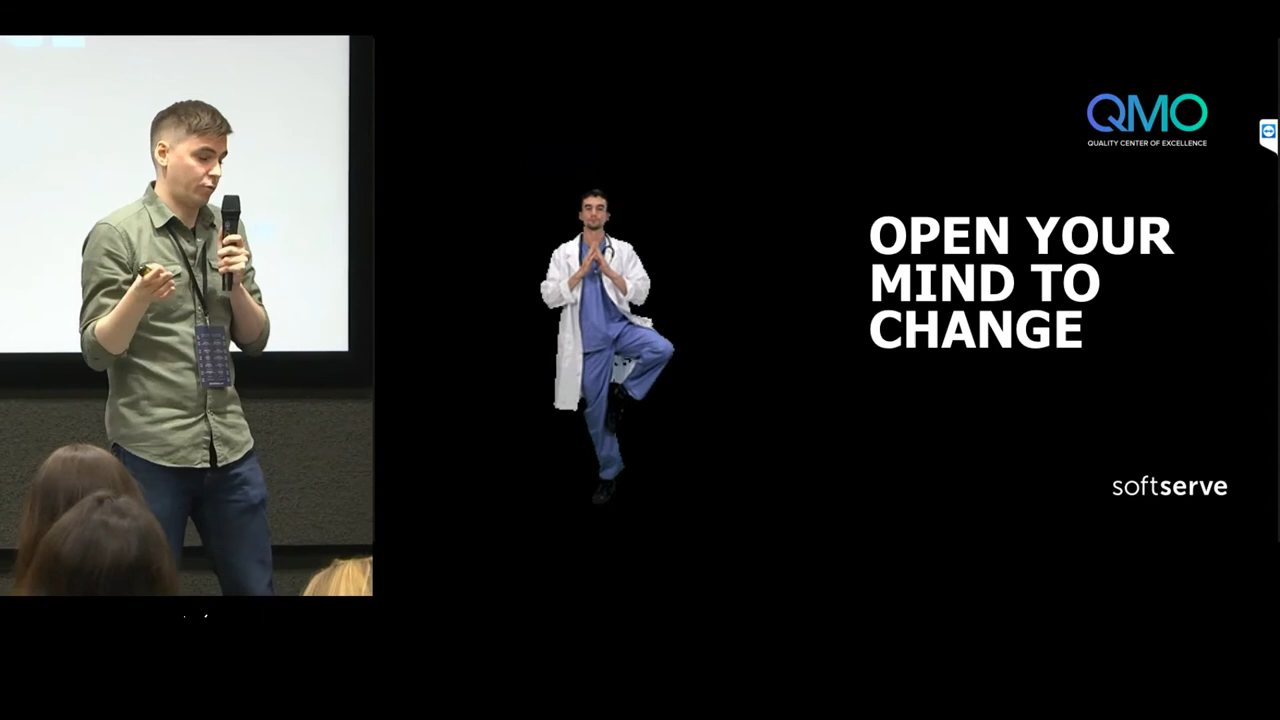 QMO
QUALITY CENTER OF EXCELLENCE
OPEN YOUR
MIND TO
CHANGE
softserve